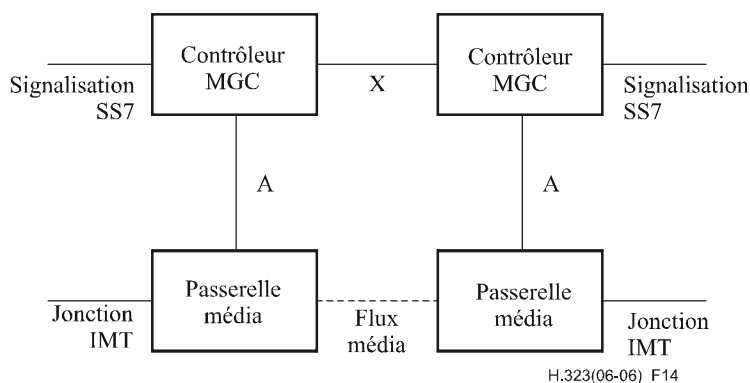 Contrôleur
MGC
Contrôleur
MGC
Signalisation
SS7
X
Signalisation
SS7
A
A
Passerelle
média
Passerelle
média
Jonction
IMT
Flux
média
Jonction
IMT
H.323(06-06)_F14